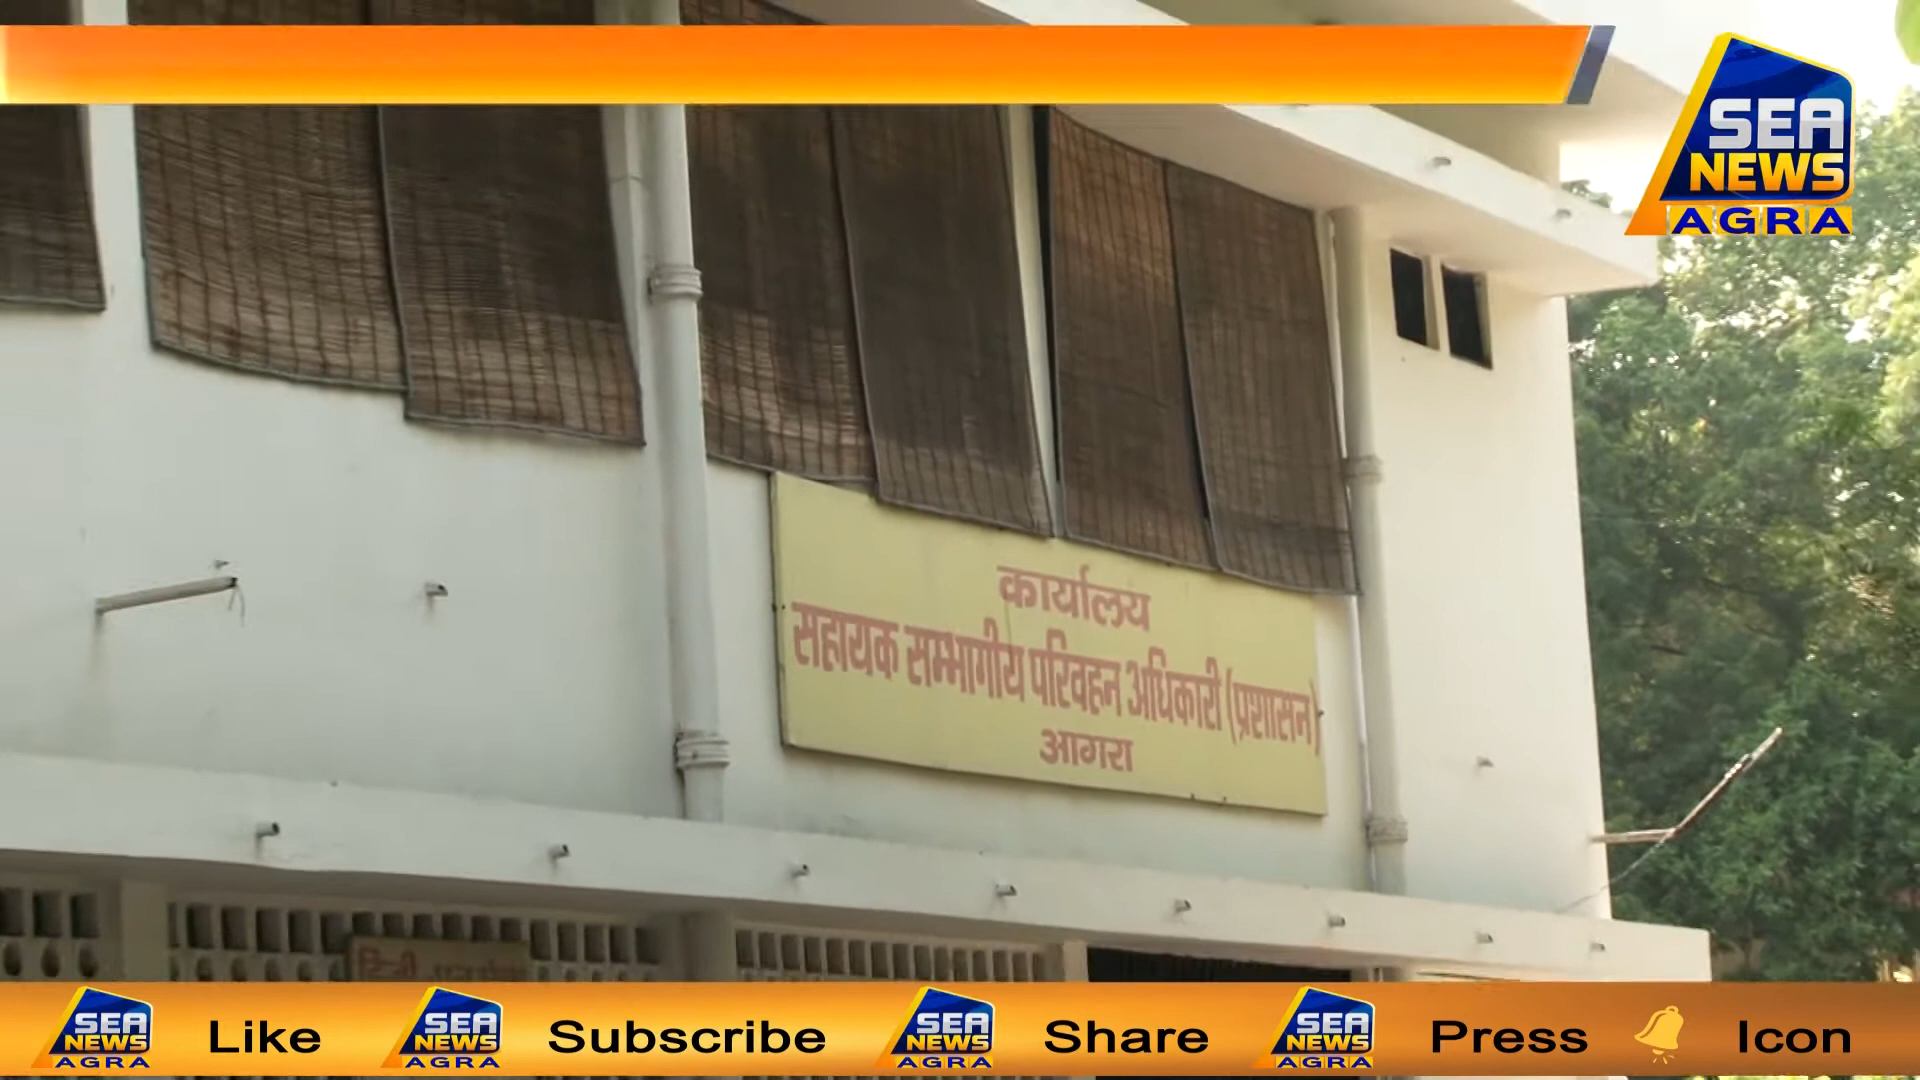 SEA
NEWS
AGRA
कार्यालय
सहायक सम्भागीय परिवहन अधिकारी (प्रशासन)
आगरा
SEA NEWS AGRA Like SEA NEWS AGRA Subscribe SEA NEWS AGRA Share SEA NEWS AGRA Press Icon